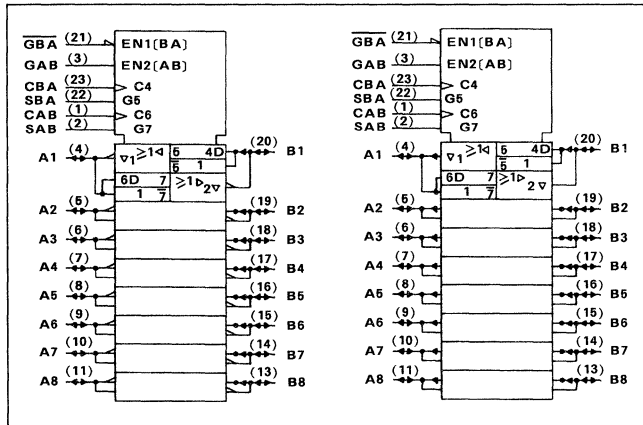 GBA (21) EN1 [BA]
GAB (3) EN2 [AB]
CBA (23) C4
SBA (22) G5
CAB (1) C6
SAB (2) G7
A1 (4) ▽1 ≥1◁ 5 4D (20) B1
5 1
6D 7 ≥1▷ 2▽
1 7
A2 (5) (19) B2
A3 (6) (18) B3
A4 (7) (17) B4
A5 (8) (16) B5
A6 (9) (15) B6
A7 (10) (14) B7
A8 (11) (13) B8
GBA (21) EN1 [BA]
GAB (3) EN2 [AB]
CBA (23) C4
SBA (22) G5
CAB (1) C6
SAB (2) G7
A1 (4) ▽1 ≥1◁ 5 4D (20) B1
5 1
6D 7 ≥1▷ 2▽
1 7
A2 (5) (19) B2
A3 (6) (18) B3
A4 (7) (17) B4
A5 (8) (16) B5
A6 (9) (15) B6
A7 (10) (14) B7
A8 (11) (13) B8